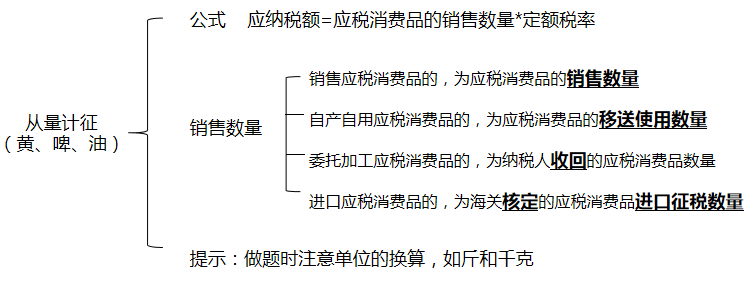 公式 应纳税额=应税消费品的销售数量*定额税率
从量计征
（黄、啤、油）
销售数量
销售应税消费品的，为应税消费品的销售数量
自产自用应税消费品的，为应税消费品的移送使用数量
委托加工应税消费品的，为纳税人收回的应税消费品数量
进口应税消费品的，为海关核定的应税消费品进口征税数量
提示：做题时注意单位的换算，如斤和千克